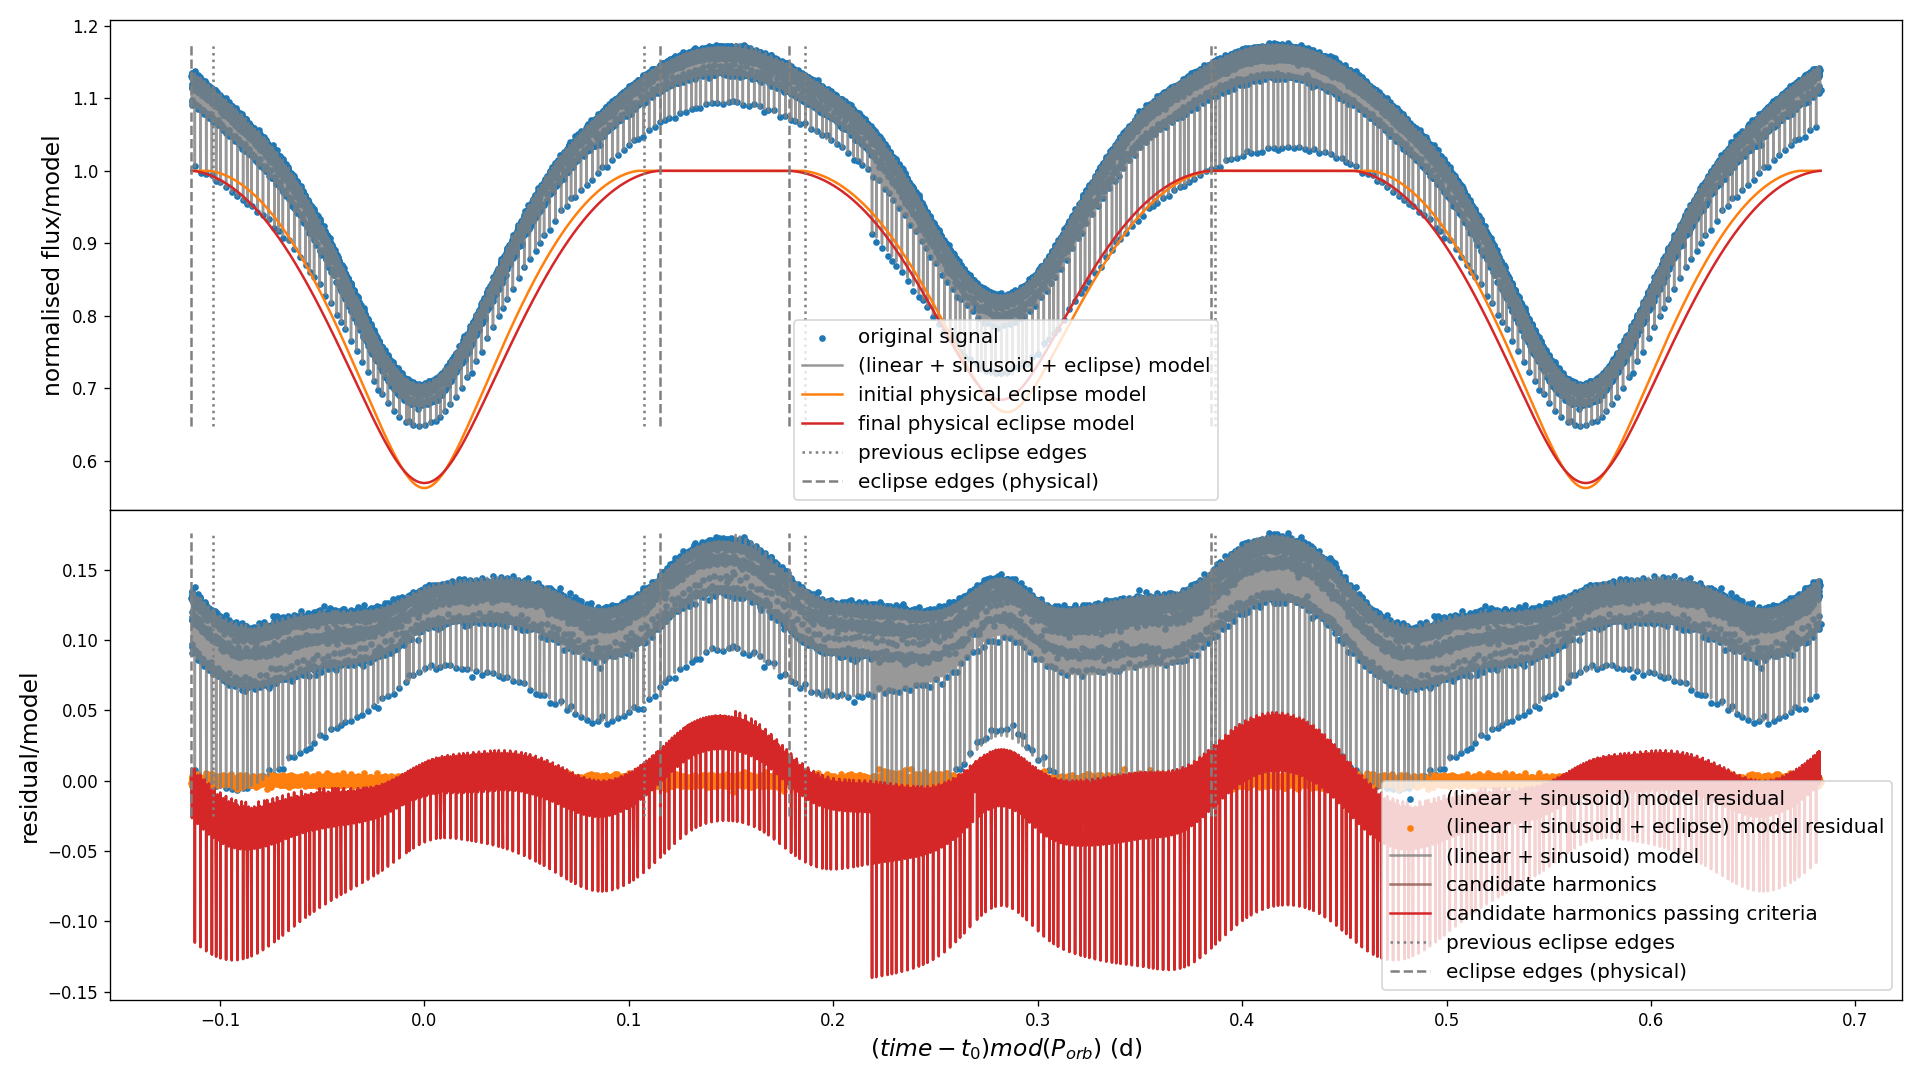 1.2
1.1
1.0
0.9
0.8
0.7
0.6
normalised flux/model
original signal
(linear + sinusoid + eclipse) model
initial physical eclipse model
final physical eclipse model
previous eclipse edges
eclipse edges (physical)
0.15
0.10
0.05
0.00
−0.05
−0.10
−0.15
residual/model
(linear + sinusoid) model residual
(linear + sinusoid + eclipse) model residual
(linear + sinusoid) model
candidate harmonics
candidate harmonics passing criteria
previous eclipse edges
eclipse edges (physical)
−0.1 0.0 0.1 0.2 0.3 0.4 0.5 0.6 0.7
(time − t₀)mod(P_orb) (d)